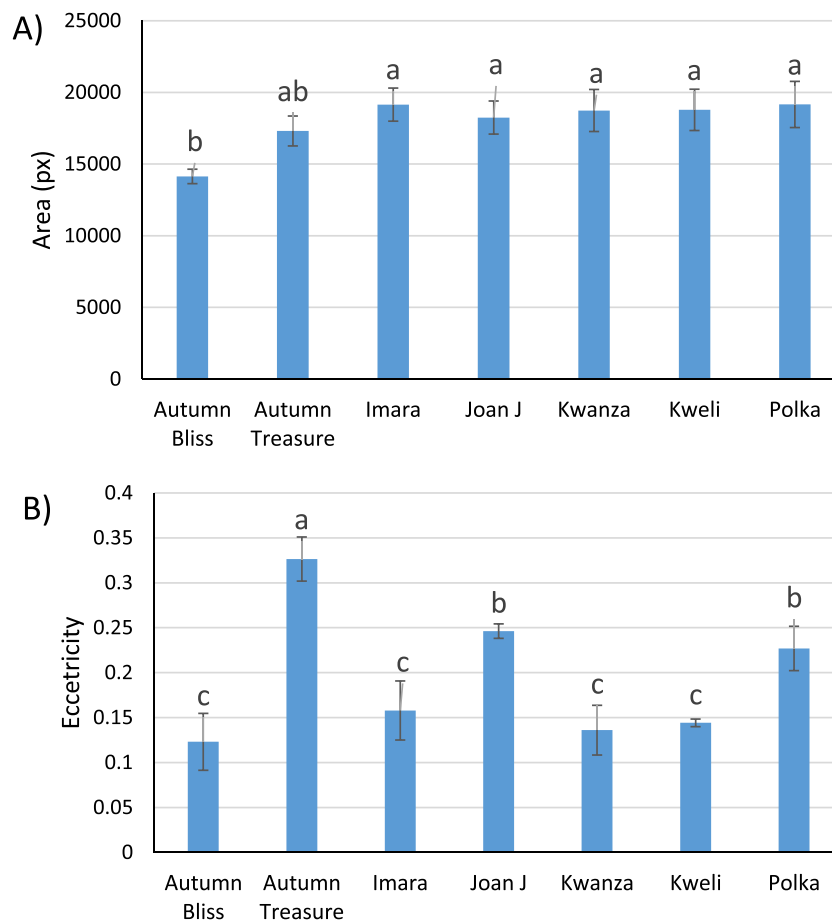 A)
Area (px)
25000
20000
15000
10000
5000
0
b
ab
a
a
a
a
a
Autumn Bliss
Autumn Treasure
Imara
Joan J
Kwanza
Kweli
Polka
B)
Eccetricity
0.4
0.35
0.3
0.25
0.2
0.15
0.1
0.05
0
c
a
c
b
c
c
b
Autumn Bliss
Autumn Treasure
Imara
Joan J
Kwanza
Kweli
Polka